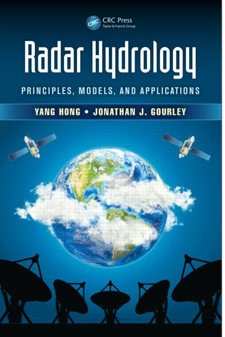 CRC Press
Taylor & Francis Group
Radar Hydrology
PRINCIPLES, MODELS, AND APPLICATIONS
YANG HONG • JONATHAN J. GOURLEY